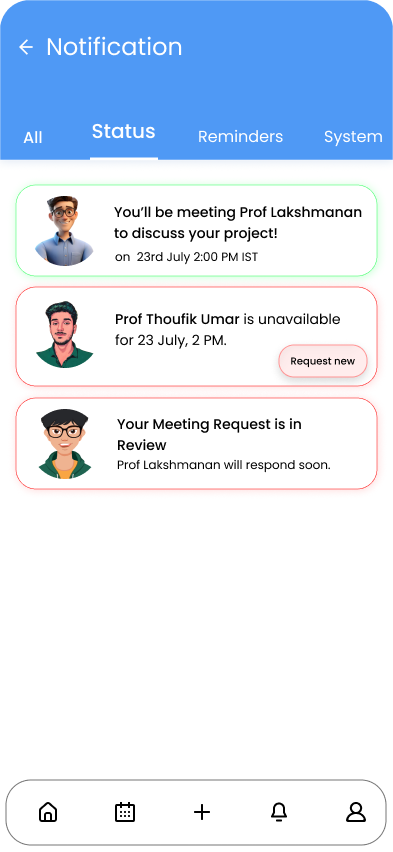 Notification
All Status Reminders System
You'll be meeting Prof Lakshmanan
to discuss your project!
on 23rd July 2:00 PM IST
Prof Thoufik Umar is unavailable
for 23 July, 2 PM.
Request new
Your Meeting Request is in
Review
Prof Lakshmanan will respond soon.